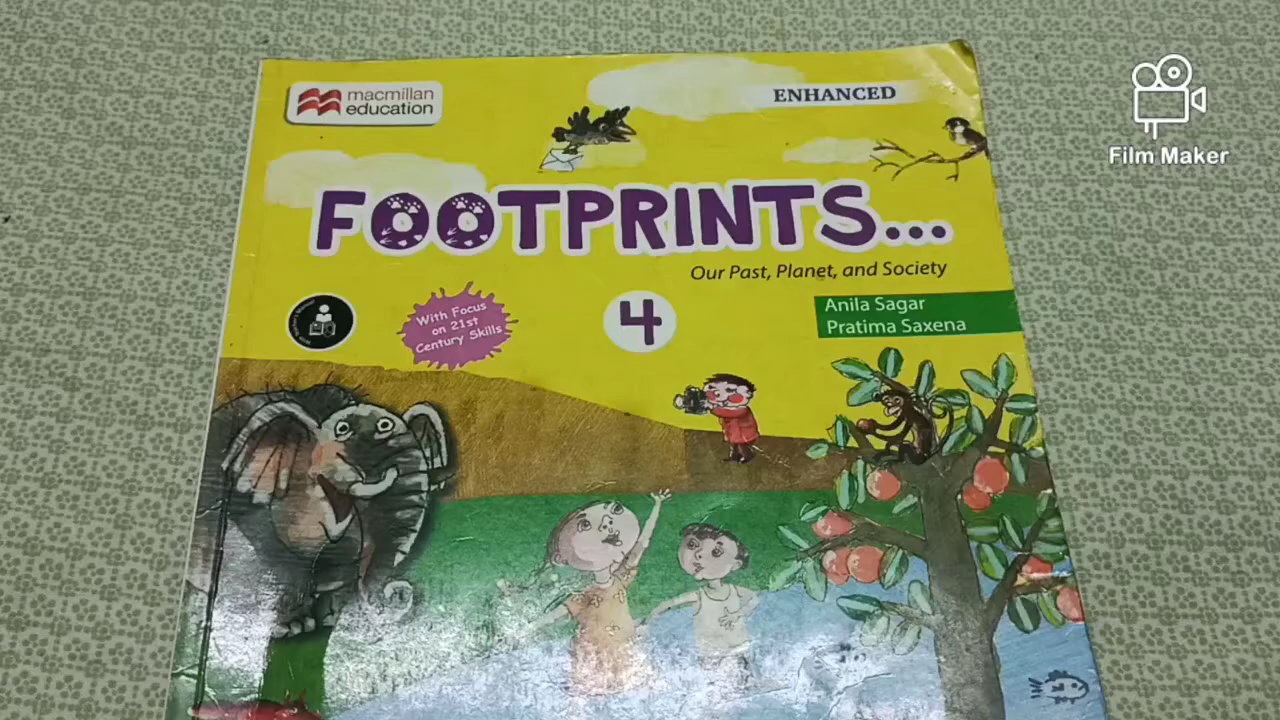 macmillan
education
ENHANCED
Film Maker
FOOTPRINTS...
Our Past, Planet, and Society
4
With Focus
on 21st
Century Skills
Anila Sagar
Pratima Saxena